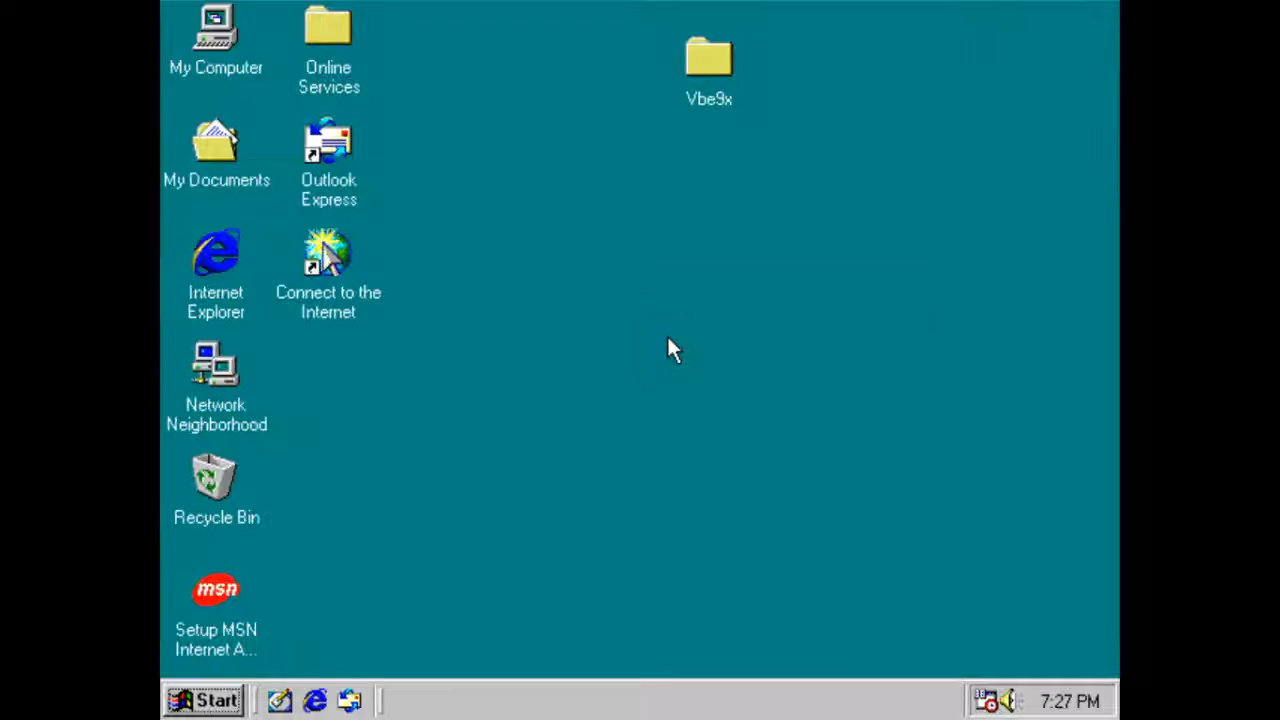 My Computer
Online
Services
Vbe9x
My Documents
Outlook
Express
Internet
Explorer
Connect to the
Internet
Network
Neighborhood
Recycle Bin
msn
Setup MSN
Internet A...
Start
7:27 PM